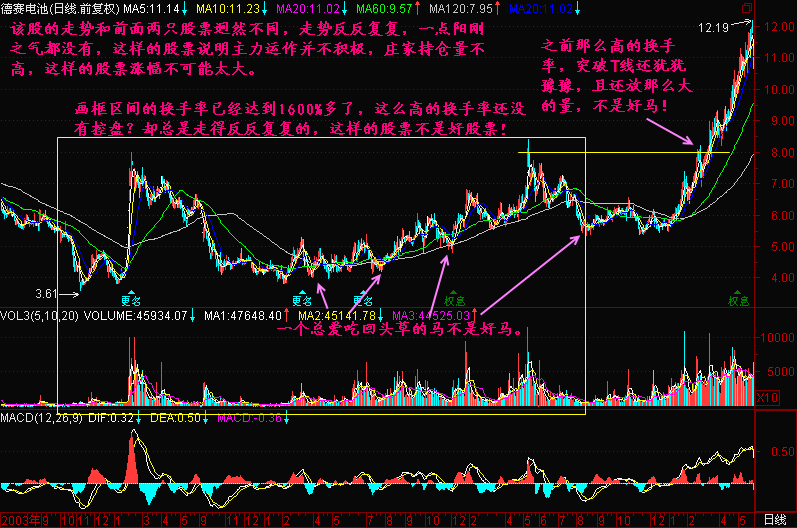 德赛电池(日线.前复权) MA5:11.14↓ MA10:11.23↓ MA20:11.02↓ MA60:9.57↑ MA120:7.95↑ MA20:11.02↓
该股的走势和前面两只股票迥然不同，走势反反复复，一点阳刚
之气都没有，这样的股票说明主力运作并不积极，庄家持仓量不
高，这样的股票涨幅不可能太大。
12.19
12.00
之前那么高的换手
率，突破T线还犹犹
豫豫，且还放那么大
的量，不是好马！
11.00
10.00
9.00
画框区间的换手率已经达到1600%多了，这么高的换手率还没
有控盘？却总是走得反反复复的，这样的股票不是好股票！
8.00
7.00
6.00
5.00
4.00
3.61
更名
更名
更名
权息
权息
VOL3(5,10,20) VOLUME:45934.07↓ MA1:47648.40↑ MA2:45141.78↓ MA3:44525.03↑
一个总爱吃回头草的马不是好马。
10000
5000
X10
MACD(12,26,9) DIF:0.32↓ DEA:0.50↓ MACD:-0.36↓
0.50
2003年9 10 11 12 1 3 4 5 6 9 11 12 1 2 4 5 6 7 8 9 10 12 2 4 5 6 7 8 9 10 12 1 2 4 5 日线